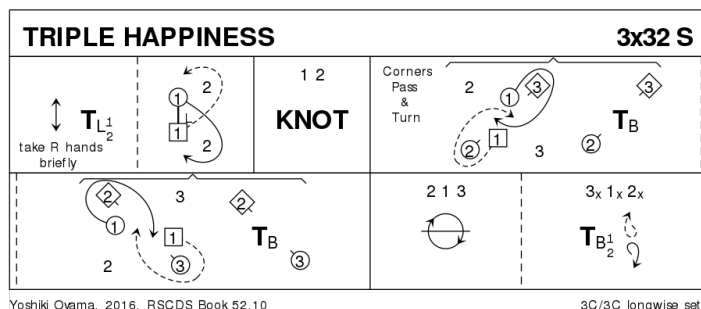 TRIPLE HAPPINESS 3x32 S
T L 1/2
take R hands
briefly
2
1
1
2
1 2
KNOT
Corners
Pass
&
Turn
2
1
3
3
1
2
3
2
T B
2
3
2
1
1
T B
2
3
3
2 1 3
3x 1x 2x
T B 1/2
Yoshiki Oyama, 2016, RSCDS Book 52.10
3C/3C longwise set